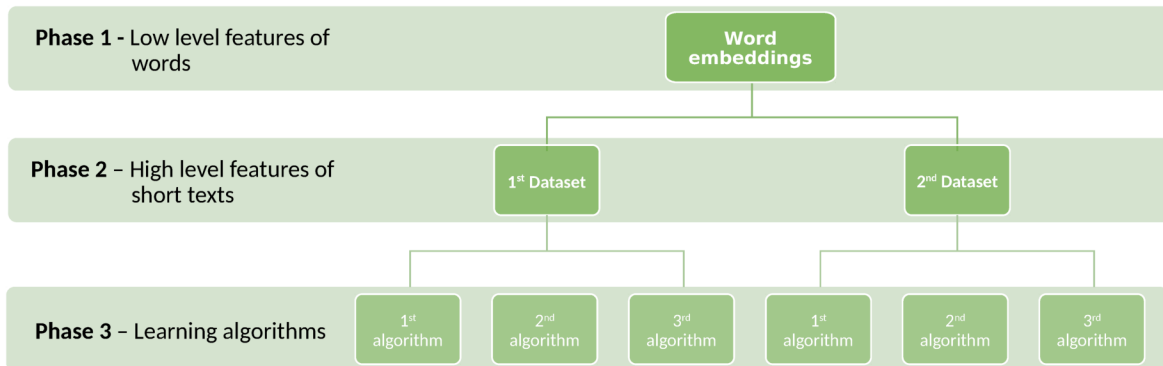 Phase 1 - Low level features of
words
Word
embeddings
Phase 2 – High level features of
short texts
1st Dataset
2nd Dataset
Phase 3 – Learning algorithms
1st
algorithm
2nd
algorithm
3rd
algorithm
1st
algorithm
2nd
algorithm
3rd
algorithm